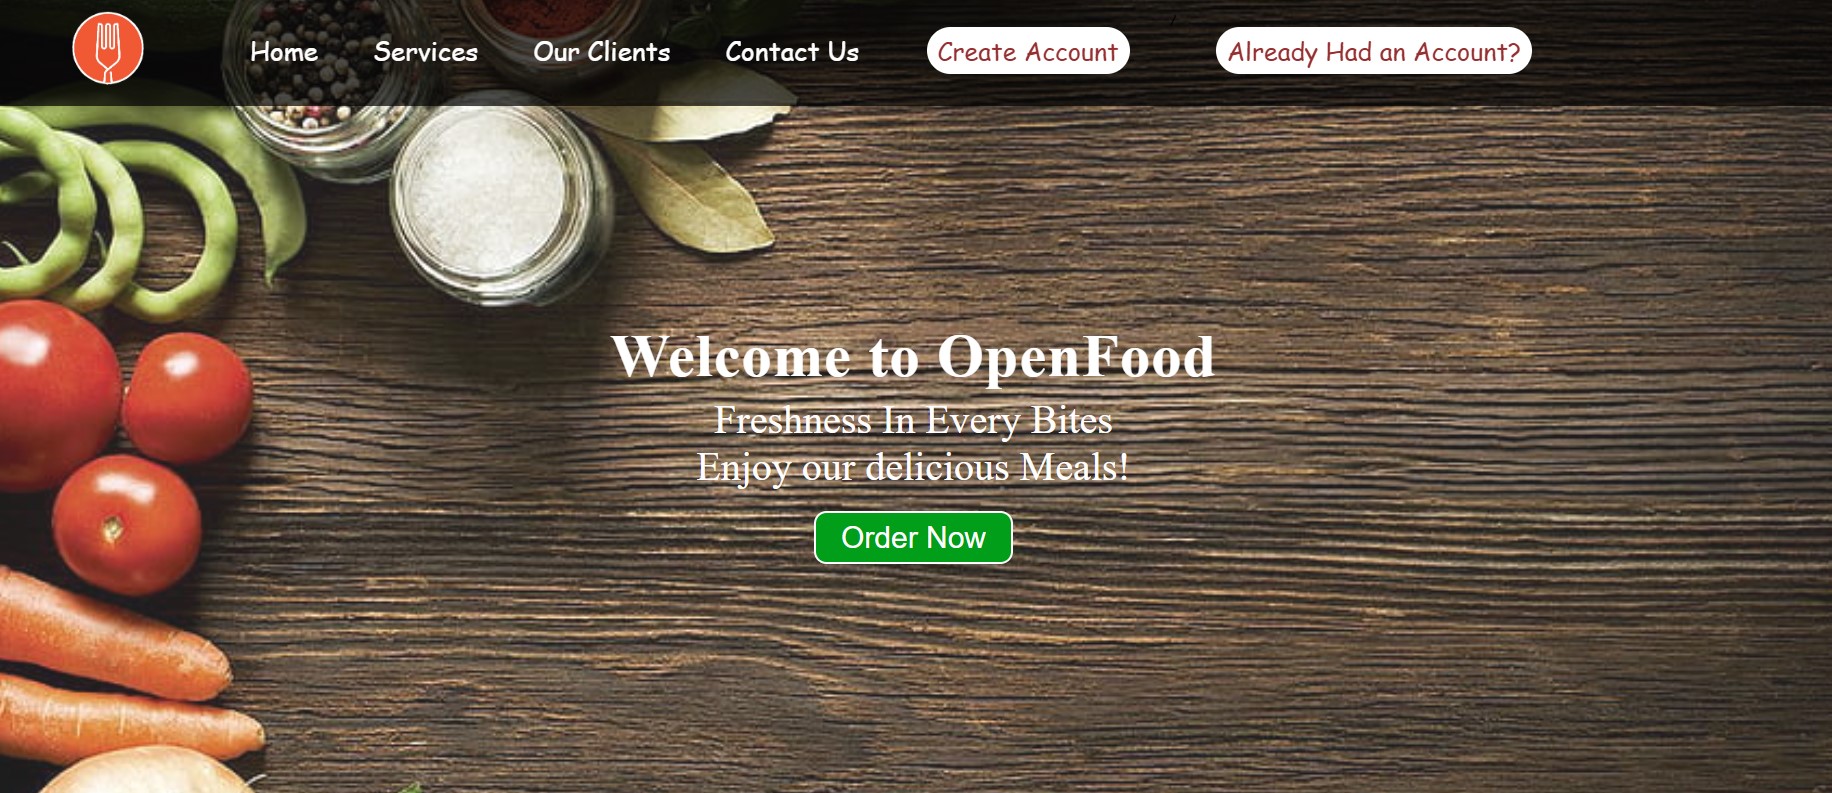 Home Services Our Clients Contact Us Create Account Already Had an Account?
Welcome to OpenFood
Freshness In Every Bites
Enjoy our delicious Meals!
Order Now